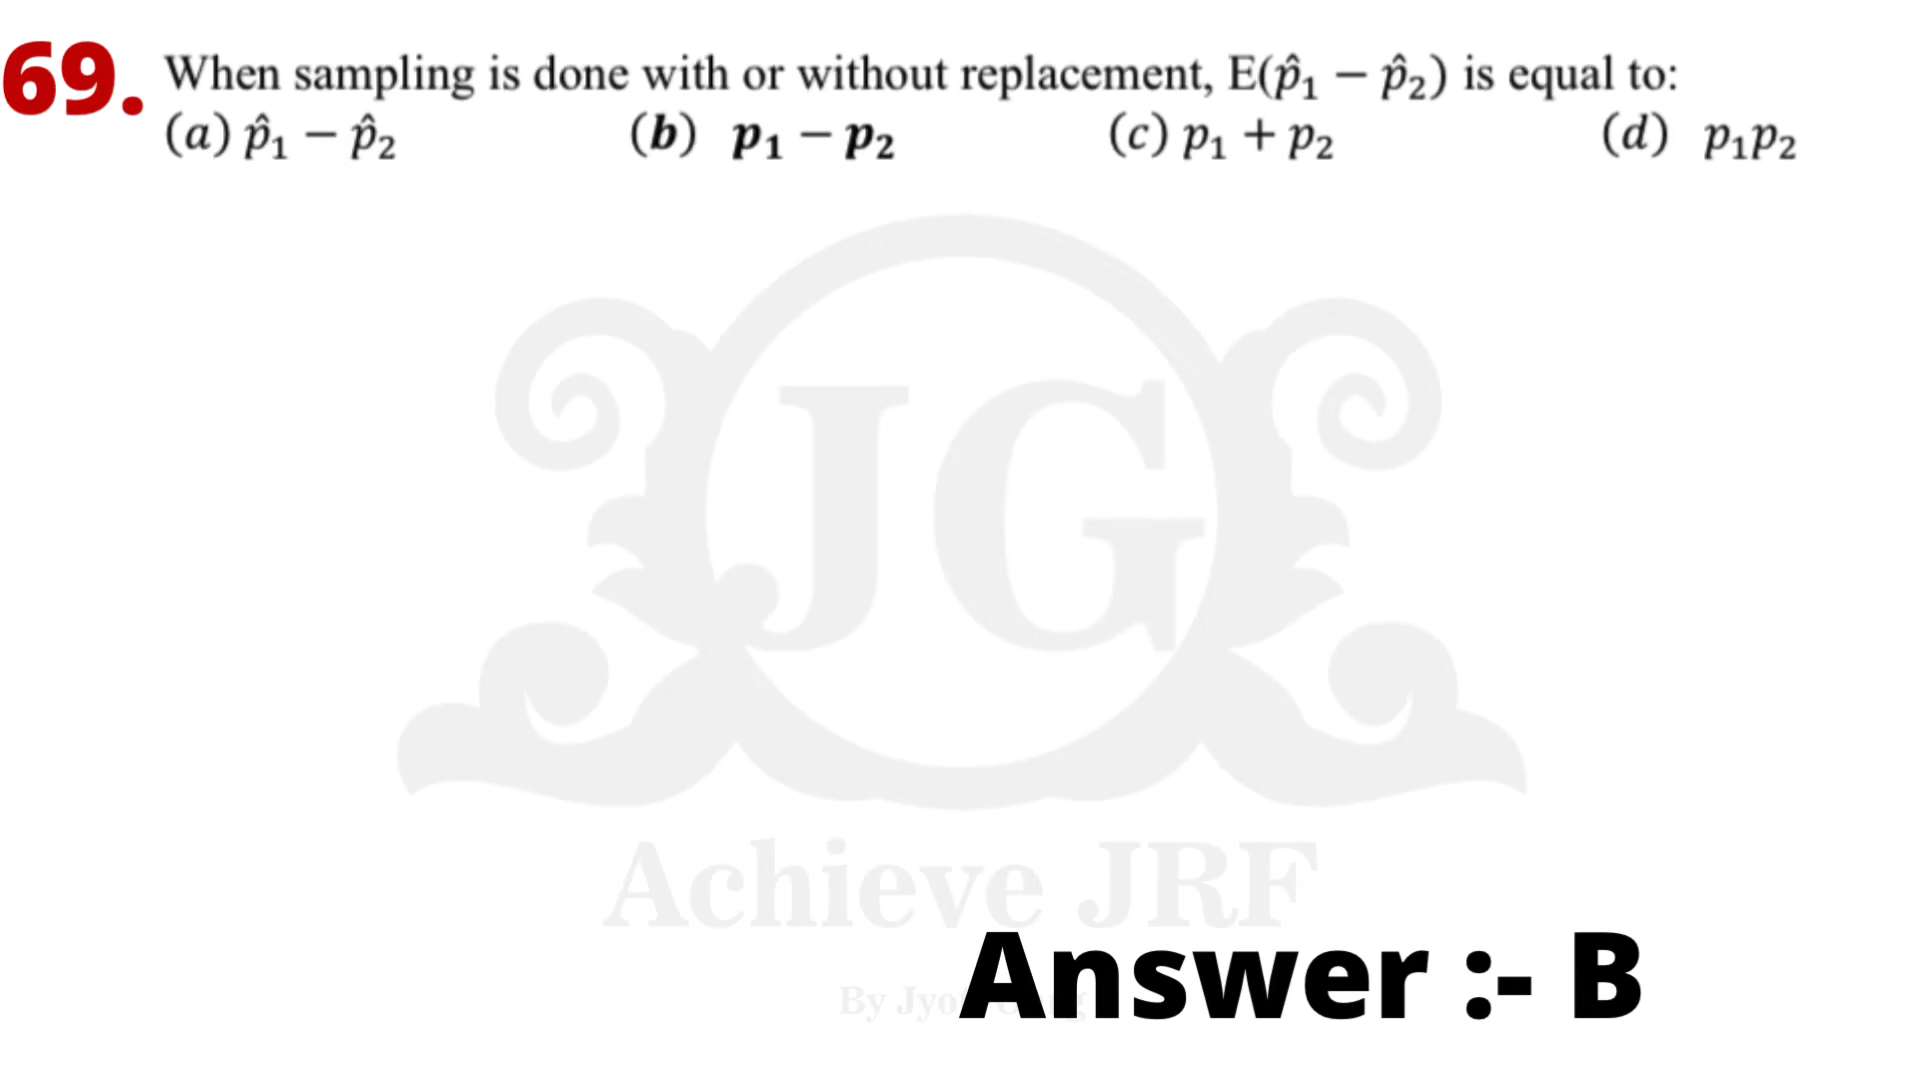 69. When sampling is done with or without replacement, E(p̂₁ − p̂₂) is equal to:
(a) p̂₁ − p̂₂ (b) p₁ − p₂ (c) p₁ + p₂ (d) p₁p₂
JG
Achieve JRF
By
Answer :- B